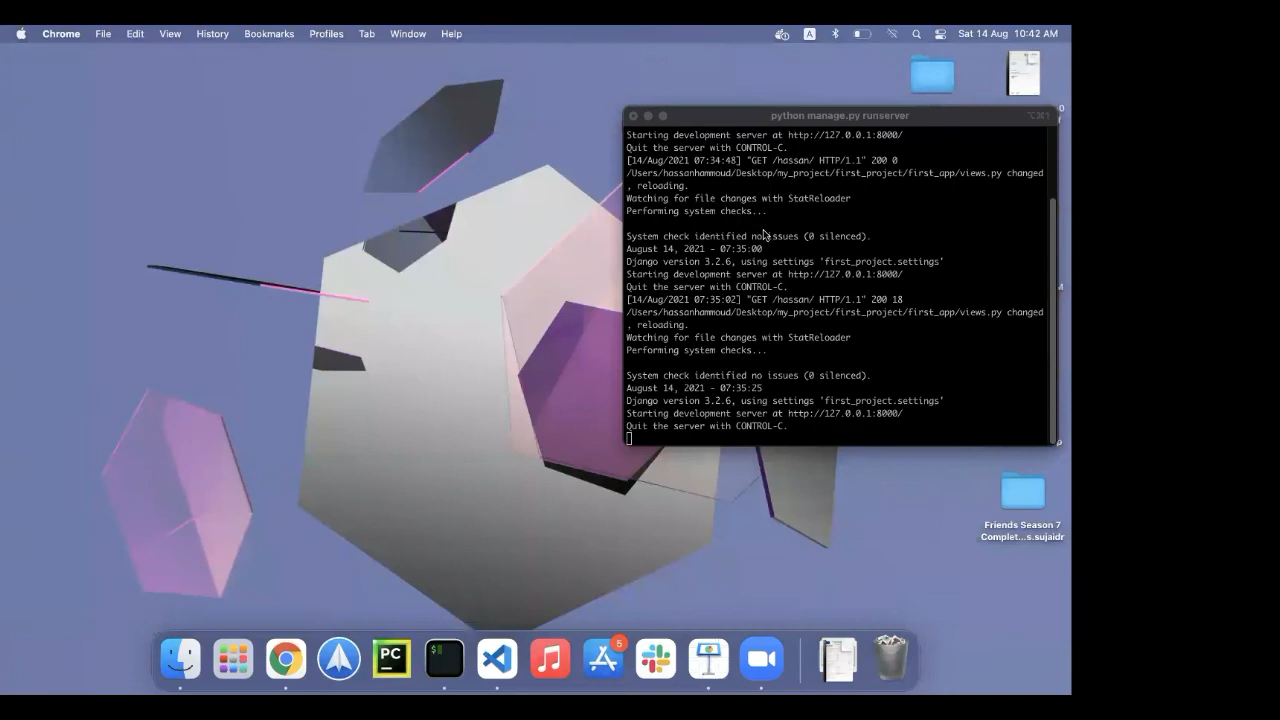 Chrome File Edit View History Bookmarks Profiles Tab Window Help A Sat 14 Aug 10:42 AM
python manage.py runserver ⌥⌘1
Starting development server at http://127.0.0.1:8000/
Quit the server with CONTROL-C.
[14/Aug/2021 07:34:48] "GET /hassan/ HTTP/1.1" 200 0
/Users/hassanhammoud/Desktop/my_project/first_project/first_app/views.py changed
, reloading.
Watching for file changes with StatReloader
Performing system checks...
System check identified no issues (0 silenced).
August 14, 2021 - 07:35:00
Django version 3.2.6, using settings 'first_project.settings'
Starting development server at http://127.0.0.1:8000/
Quit the server with CONTROL-C.
[14/Aug/2021 07:35:02] "GET /hassan/ HTTP/1.1" 200 18
/Users/hassanhammoud/Desktop/my_project/first_project/first_app/views.py changed
, reloading.
Watching for file changes with StatReloader
Performing system checks...
System check identified no issues (0 silenced).
August 14, 2021 - 07:35:25
Django version 3.2.6, using settings 'first_project.settings'
Starting development server at http://127.0.0.1:8000/
Quit the server with CONTROL-C.
Friends Season 7
Complet...s.sujaidr
PC
$
5